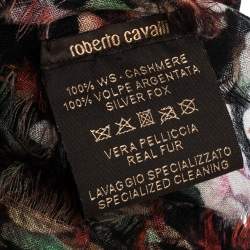 roberto cavalli
100% WS - CASHMERE
100% VOLPE ARGENTATA
SILVER FOX
VERA PELLICCIA
REAL FUR
LAVAGGIO SPECIALIZZATO
SPECIALIZED CLEANING